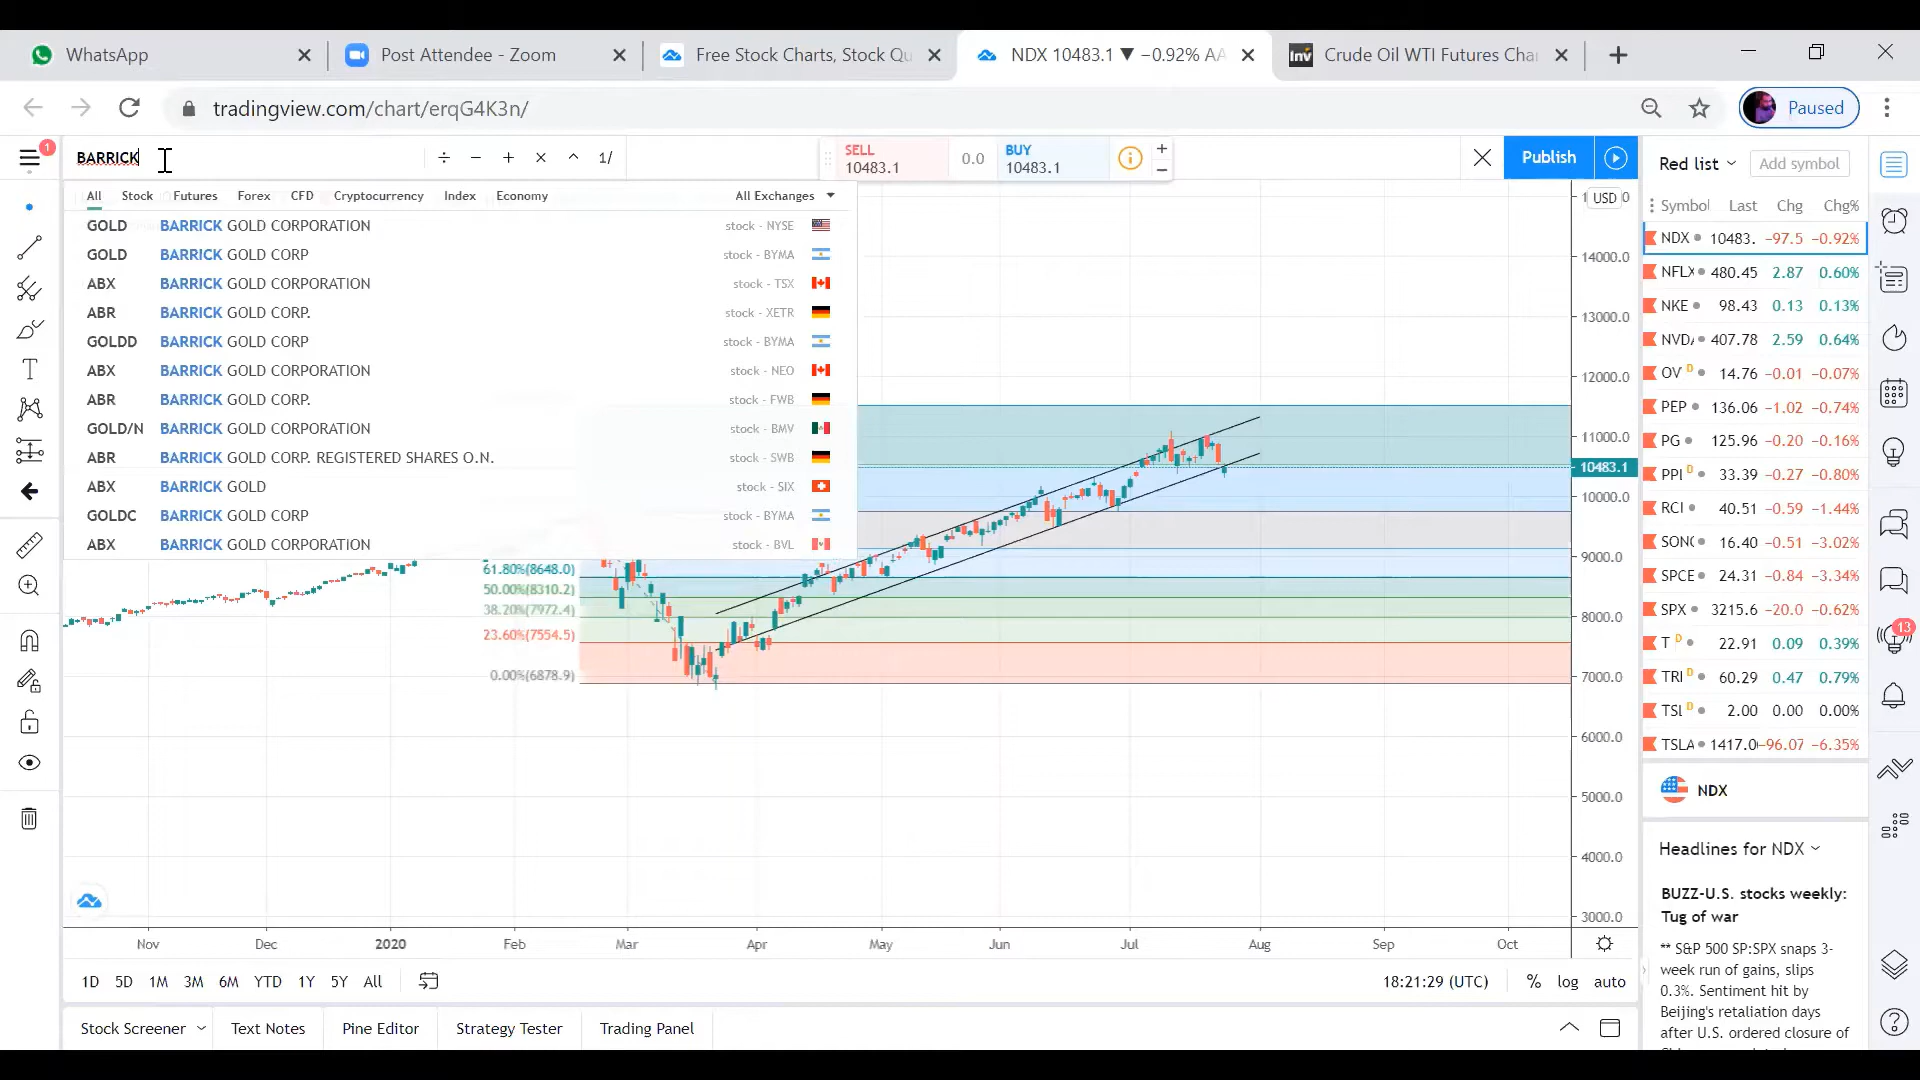 WhatsApp
Post Attendee - Zoom
Free Stock Charts, Stock Qu
NDX 10483.1 ▼ −0.92% AA
Inv
Crude Oil WTI Futures Cha
tradingview.com/chart/erqG4K3n/
Paused
1
BARRICK
÷ − + × ^ 1/
SELL
10483.1
0.0
BUY
10483.1
Publish
Red list
Add symbol
All Stock Futures Forex CFD Cryptocurrency Index Economy
All Exchanges
GOLD BARRICK GOLD CORPORATION stock - NYSE
GOLD BARRICK GOLD CORP stock - BYMA
ABX BARRICK GOLD CORPORATION stock - TSX
ABR BARRICK GOLD CORP. stock - XETR
GOLDD BARRICK GOLD CORP stock - BYMA
ABX BARRICK GOLD CORPORATION stock - NEO
ABR BARRICK GOLD CORP. stock - FWB
GOLD/N BARRICK GOLD CORPORATION stock - BMV
ABR BARRICK GOLD CORP. REGISTERED SHARES O.N. stock - SWB
ABX BARRICK GOLD stock - SIX
GOLDC BARRICK GOLD CORP stock - BYMA
ABX BARRICK GOLD CORPORATION stock - BVL
61.80%(8648.0)
50.00%(8310.2)
38.20%(7972.4)
23.60%(7554.5)
0.00%(6878.9)
USD
14000.0
13000.0
12000.0
11000.0
10483.1
10000.0
9000.0
8000.0
7000.0
6000.0
5000.0
4000.0
3000.0
Nov Dec 2020 Feb Mar Apr May Jun Jul Aug Sep Oct
1D 5D 1M 3M 6M YTD 1Y 5Y All
18:21:29 (UTC) % log auto
Stock Screener Text Notes Pine Editor Strategy Tester Trading Panel
Symbol Last Chg Chg%
NDX 10483. −97.5 −0.92%
NFLX 480.45 2.87 0.60%
NKE 98.43 0.13 0.13%
NVDA 407.78 2.59 0.64%
OV D 14.76 −0.01 −0.07%
PEP 136.06 −1.02 −0.74%
PG 125.96 −0.20 −0.16%
PPI D 33.39 −0.27 −0.80%
RCI 40.51 −0.59 −1.44%
SON 16.40 −0.51 −3.02%
SPCE 24.31 −0.84 −3.34%
SPX 3215.6 −20.0 −0.62%
T D 22.91 0.09 0.39%
TRI D 60.29 0.47 0.79%
TSI D 2.00 0.00 0.00%
TSLA 1417.0 −96.07 −6.35%
NDX
Headlines for NDX
BUZZ-U.S. stocks weekly:
Tug of war
** S&P 500 SP:SPX snaps 3-
week run of gains, slips
0.3%. Sentiment hit by
Beijing's retaliation days
after U.S. ordered closure of
13